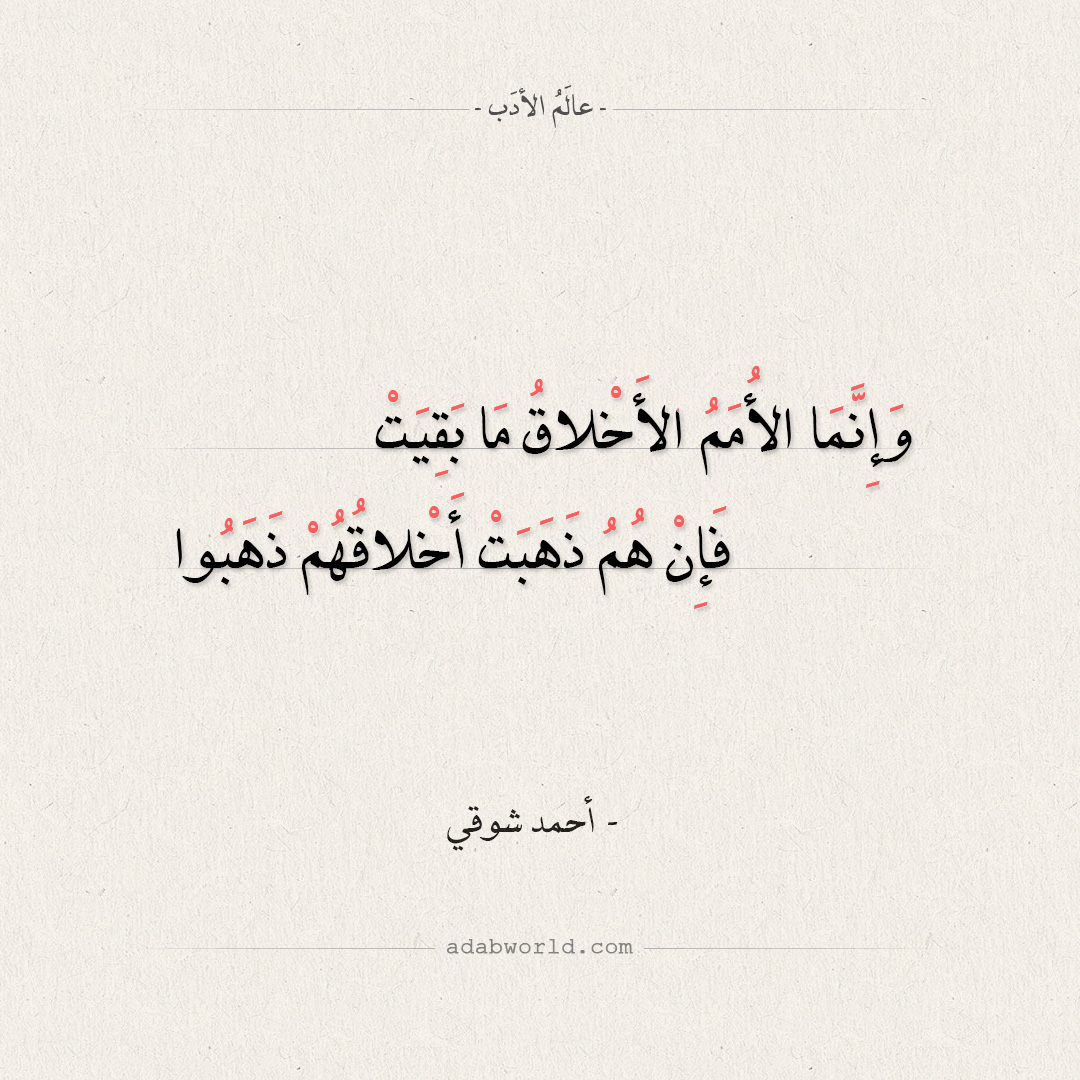 - عالَمُ الأدَب -
وَإِنَّمَا الأُمَمُ الأَخْلاقُ مَا بَقِيَتْ
فَإِنْ هُمُ ذَهَبَتْ أَخْلاقُهُمْ ذَهَبُوا
- أحمد شوقي
adabworld.com